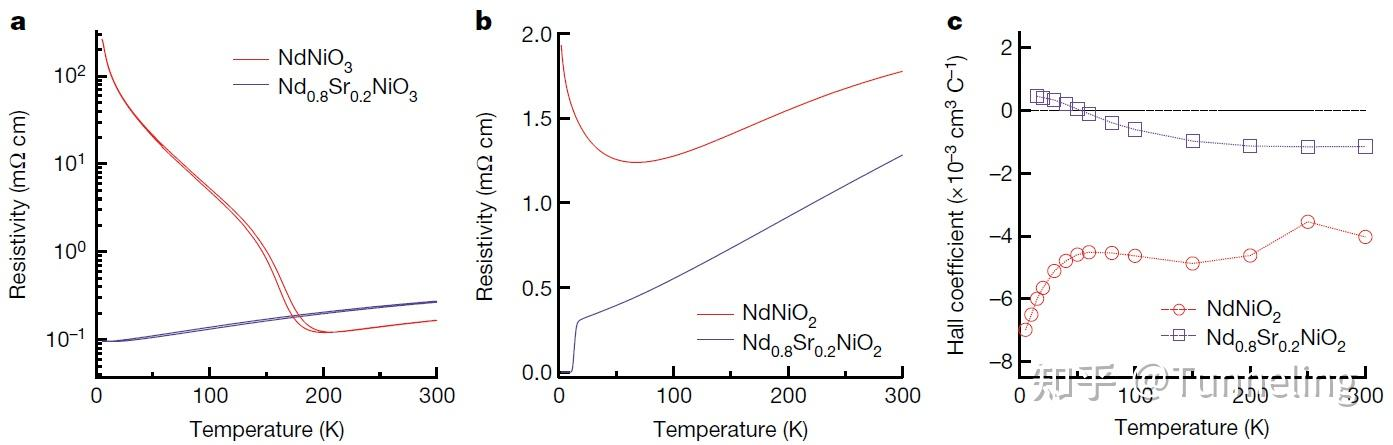 a
Resistivity (mΩ cm)
10²
10¹
10⁰
10⁻¹
0
100
200
300
Temperature (K)
NdNiO₃
Nd₀.₈Sr₀.₂NiO₃
b
Resistivity (mΩ cm)
2.0
1.5
1.0
0.5
0.0
0
100
200
300
Temperature (K)
NdNiO₂
Nd₀.₈Sr₀.₂NiO₂
c
Hall coefficient (×10⁻³ cm³ C⁻¹)
2
0
−2
−4
−6
−8
0
100
200
300
Temperature (K)
NdNiO₂
Nd₀.₈Sr₀.₂NiO₂
知乎 @Tunneling